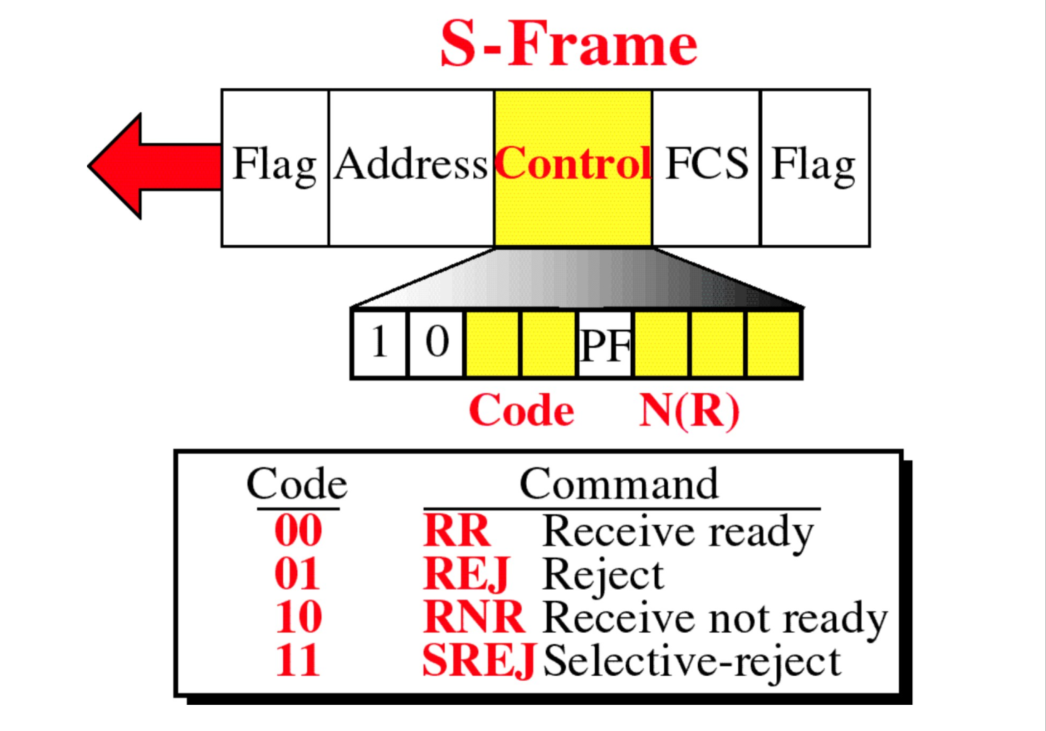 S-Frame
Flag Address Control FCS Flag
1 0 PF
Code N(R)
Code Command
00 RR Receive ready
01 REJ Reject
10 RNR Receive not ready
11 SREJ Selective-reject